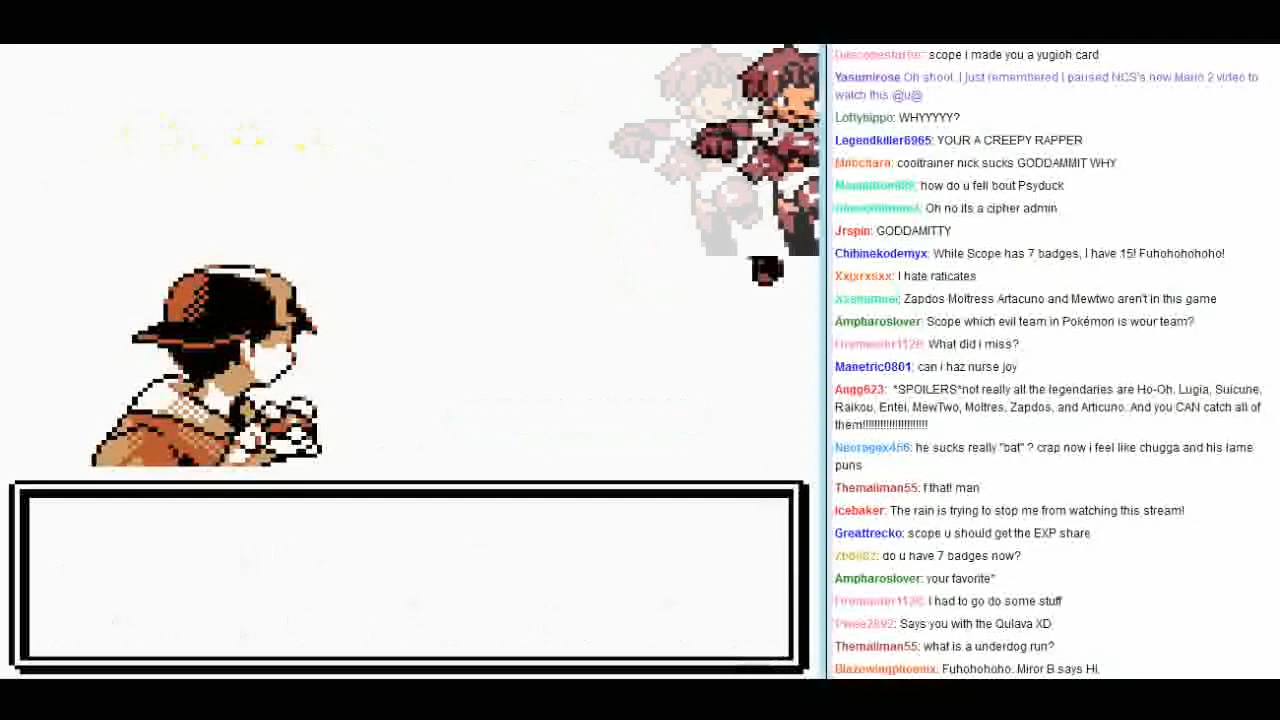 scope i made you a yugioh card
Yasumirose Oh shoot. I just remembered I paused NCS's new Mario 2 video to
watch this @u@
Loftyhippo: WHYYYYY?
Legendkiller6965: YOUR A CREEPY RAPPER
cooltrainer nick sucks GODDAMMIT WHY
how do u fell bout Psyduck
Oh no its a cipher admin
Jrspin: GODDAMITTY
Chibinekodemyx: While Scope has 7 badges, I have 15! Fuhohohohoho!
Xxjxrxsxx: I hate raticates
Zapdos Moltress Artacuno and Mewtwo aren't in this game
Ampharoslover: Scope which evil team in Pokémon is wour team?
What did i miss?
Manetric0801: can i haz nurse joy
Angg623: *SPOILERS*not really all the legendaries are Ho-Oh, Lugia, Suicune,
Raikou, Entei, MewTwo, Moltres, Zapdos, and Articuno. And you CAN catch all of
them!!!!!!!!!!!!!!!!!!!!!!
Neoragex456: he sucks really "bat" ? crap now i feel like chugga and his lame
puns
Themailman55: f that! man
Icebaker: The rain is trying to stop me from watching this stream!
Greattrecko: scope u should get the EXP share
do u have 7 badges now?
Ampharoslover: your favorite*
I had to go do some stuff
Says you with the Quilava XD
Themailman55: what is a underdog run?
Blazewingphoenix: Fuhohohoho. Miror B says Hi.